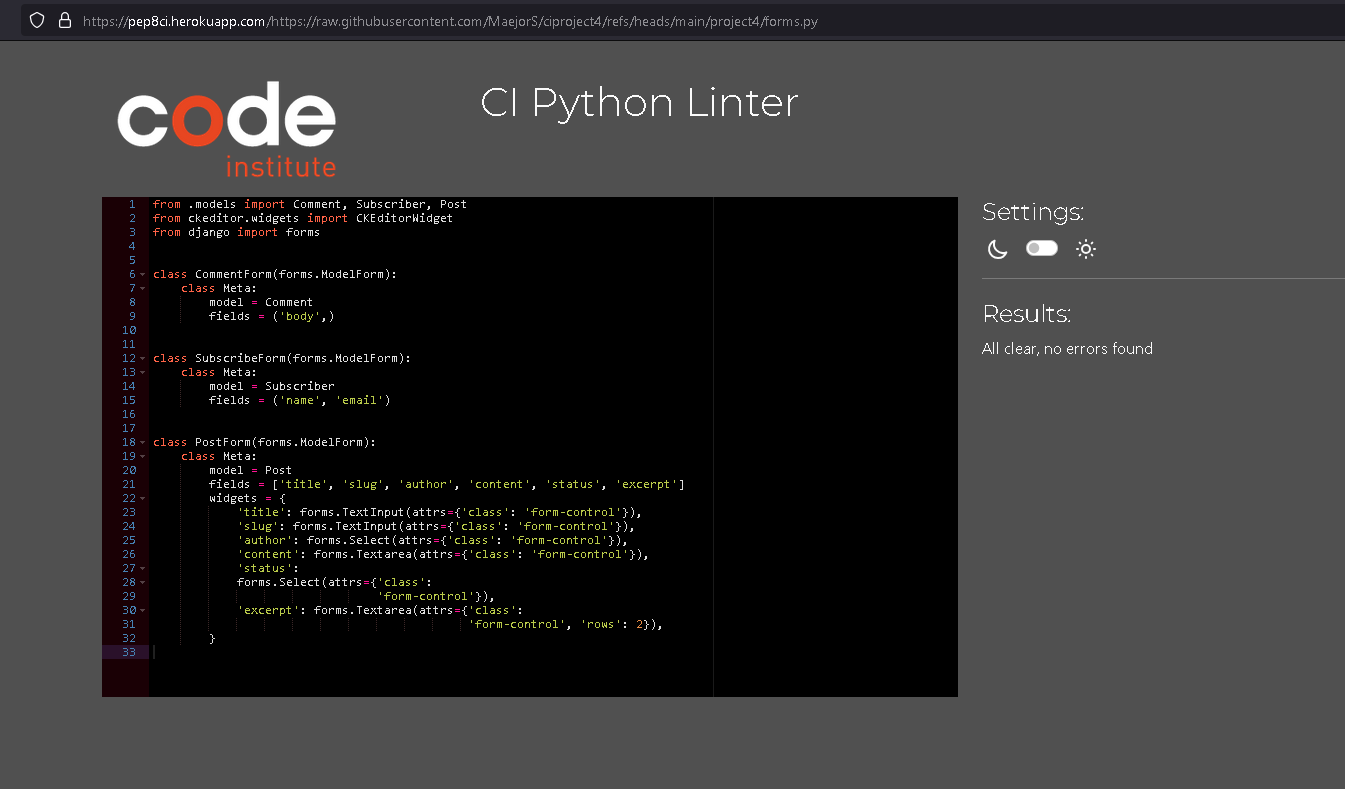 https://pep8ci.herokuapp.com/https://raw.githubusercontent.com/MaejorS/ciproject4/refs/heads/main/project4/forms.py
code
institute
CI Python Linter
1 from .models import Comment, Subscriber, Post
2 from ckeditor.widgets import CKEditorWidget
3 from django import forms
4
5
6 class CommentForm(forms.ModelForm):
7     class Meta:
8         model = Comment
9         fields = ('body',)
10
11
12 class SubscribeForm(forms.ModelForm):
13     class Meta:
14         model = Subscriber
15         fields = ('name', 'email')
16
17
18 class PostForm(forms.ModelForm):
19     class Meta:
20         model = Post
21         fields = ['title', 'slug', 'author', 'content', 'status', 'excerpt']
22         widgets = {
23             'title': forms.TextInput(attrs={'class': 'form-control'}),
24             'slug': forms.TextInput(attrs={'class': 'form-control'}),
25             'author': forms.Select(attrs={'class': 'form-control'}),
26             'content': forms.Textarea(attrs={'class': 'form-control'}),
27             'status':
28             forms.Select(attrs={'class':
29                                 'form-control'}),
30             'excerpt': forms.Textarea(attrs={'class':
31                                              'form-control', 'rows': 2}),
32         }
33
Settings:
Results:
All clear, no errors found